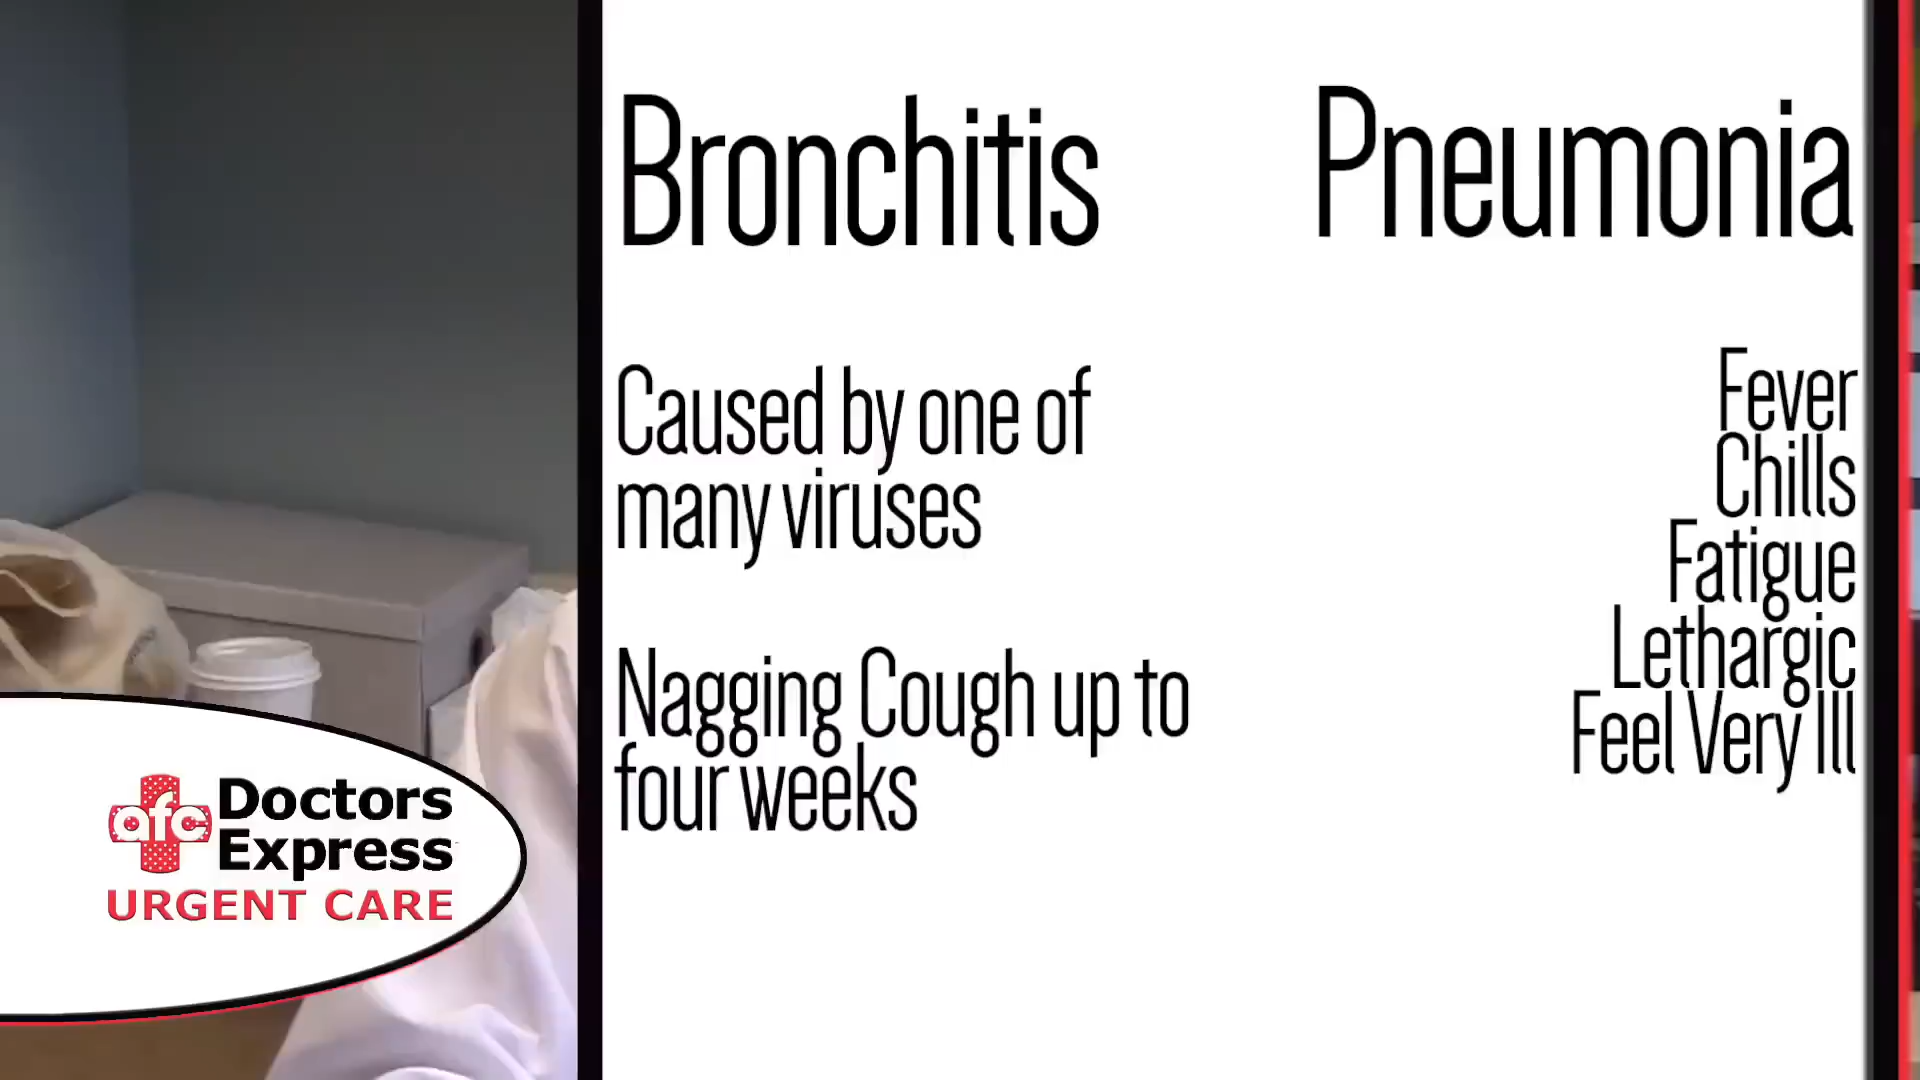 Bronchitis
Caused by one of
many viruses
Nagging Cough up to
four weeks
Pneumonia
Fever
Chills
Fatigue
Lethargic
Feel Very Ill
afc
Doctors
Express
URGENT CARE